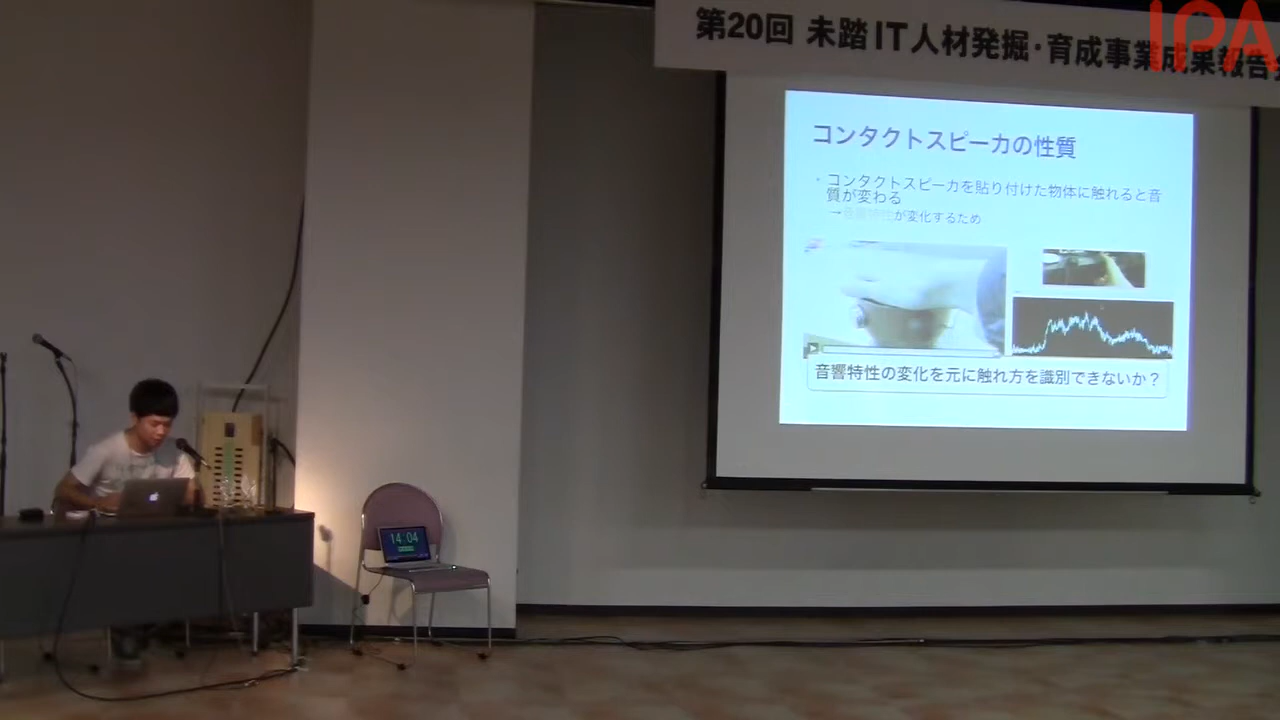 第20回 未踏IT人材発掘・育成事業成果報告
IPA
コンタクトスピーカの性質
・コンタクトスピーカを貼り付けた物体に触れると音
質が変わる
→音響特性が変化するため
音響特性の変化を元に触れ方を識別できないか？
14 04